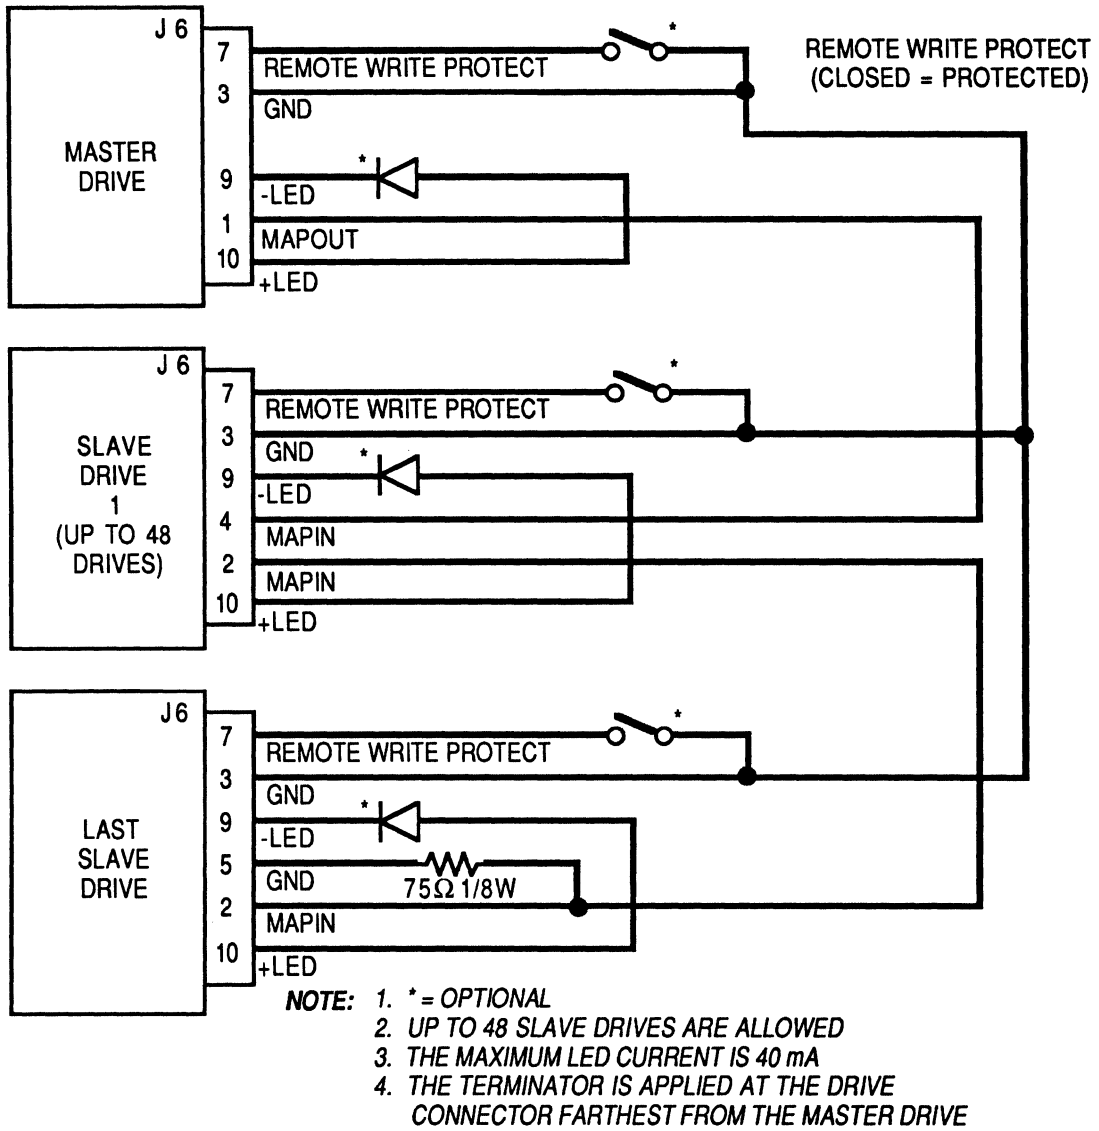 J6
7
REMOTE WRITE PROTECT
*
REMOTE WRITE PROTECT
(CLOSED = PROTECTED)
3
GND
MASTER
DRIVE
9
-LED
*
1
MAPOUT
10
+LED
J6
7
REMOTE WRITE PROTECT
*
3
GND
SLAVE
DRIVE
1
(UP TO 48
DRIVES)
9
-LED
*
4
MAPIN
2
MAPIN
10
+LED
J6
7
REMOTE WRITE PROTECT
*
3
GND
LAST
SLAVE
DRIVE
9
-LED
*
5
GND
75Ω 1/8W
2
MAPIN
10
+LED
NOTE: 1. * = OPTIONAL
2. UP TO 48 SLAVE DRIVES ARE ALLOWED
3. THE MAXIMUM LED CURRENT IS 40 mA
4. THE TERMINATOR IS APPLIED AT THE DRIVE
CONNECTOR FARTHEST FROM THE MASTER DRIVE